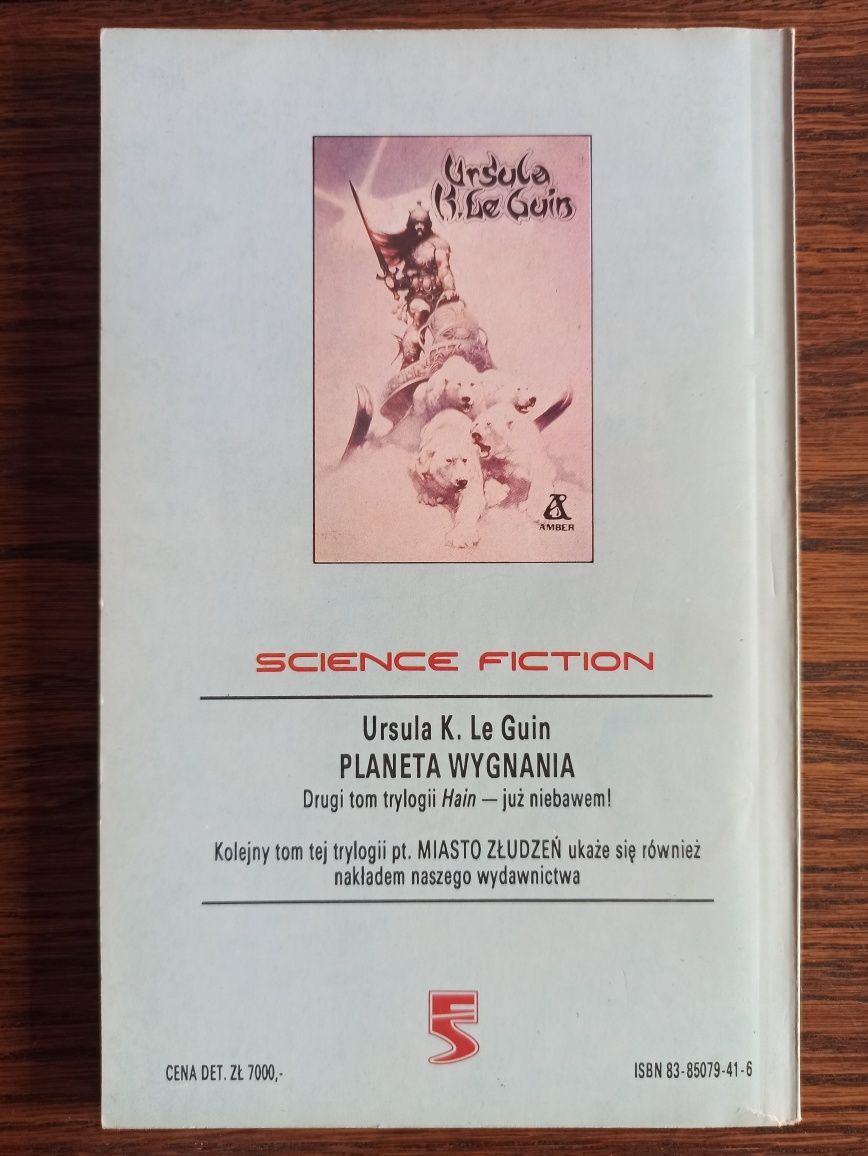 Ursula
K. Le Guin
AMBER
SCIENCE FICTION
Ursula K. Le Guin
PLANETA WYGNANIA
Drugi tom trylogii Hain — już niebawem!
Kolejny tom tej trylogii pt. MIASTO ZŁUDZEŃ ukaże się również
nakładem naszego wydawnictwa
CENA DET. ZŁ 7000,-
ISBN 83-85079-41-6